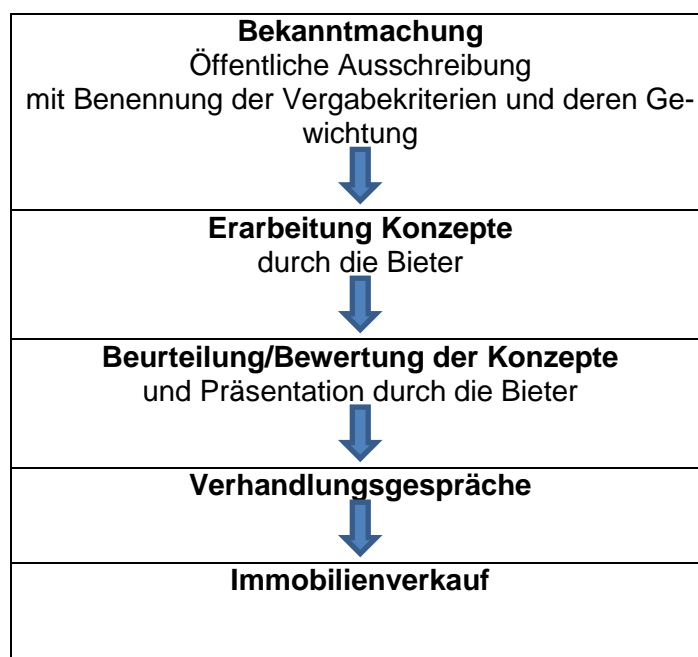 Bekanntmachung
Öffentliche Ausschreibung
mit Benennung der Vergabekriterien und deren Ge-
wichtung
Erarbeitung Konzepte
durch die Bieter
Beurteilung/Bewertung der Konzepte
und Präsentation durch die Bieter
Verhandlungsgespräche
Immobilienverkauf